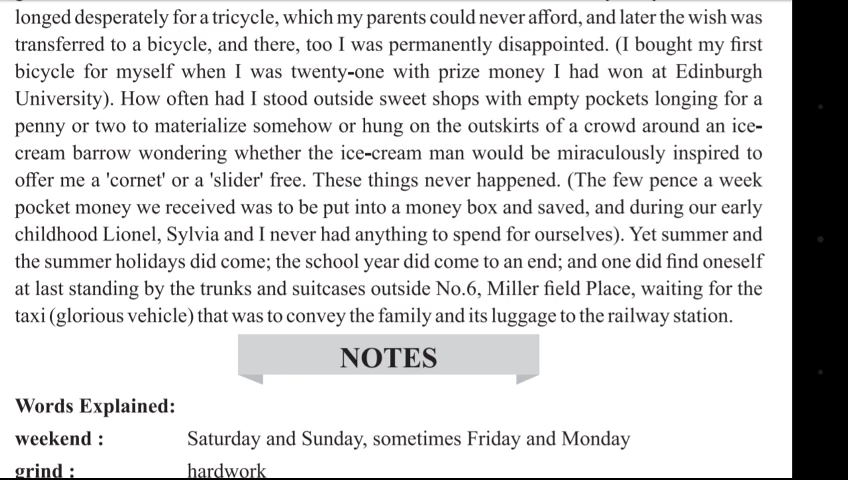 longed desperately for a tricycle, which my parents could never afford, and later the wish was
transferred to a bicycle, and there, too I was permanently disappointed. (I bought my first
bicycle for myself when I was twenty-one with prize money I had won at Edinburgh
University). How often had I stood outside sweet shops with empty pockets longing for a
penny or two to materialize somehow or hung on the outskirts of a crowd around an ice-
cream barrow wondering whether the ice-cream man would be miraculously inspired to
offer me a 'cornet' or a 'slider' free. These things never happened. (The few pence a week
pocket money we received was to be put into a money box and saved, and during our early
childhood Lionel, Sylvia and I never had anything to spend for ourselves). Yet summer and
the summer holidays did come; the school year did come to an end; and one did find oneself
at last standing by the trunks and suitcases outside No.6, Miller field Place, waiting for the
taxi (glorious vehicle) that was to convey the family and its luggage to the railway station.
NOTES
Words Explained:
weekend : Saturday and Sunday, sometimes Friday and Monday
grind : hardwork